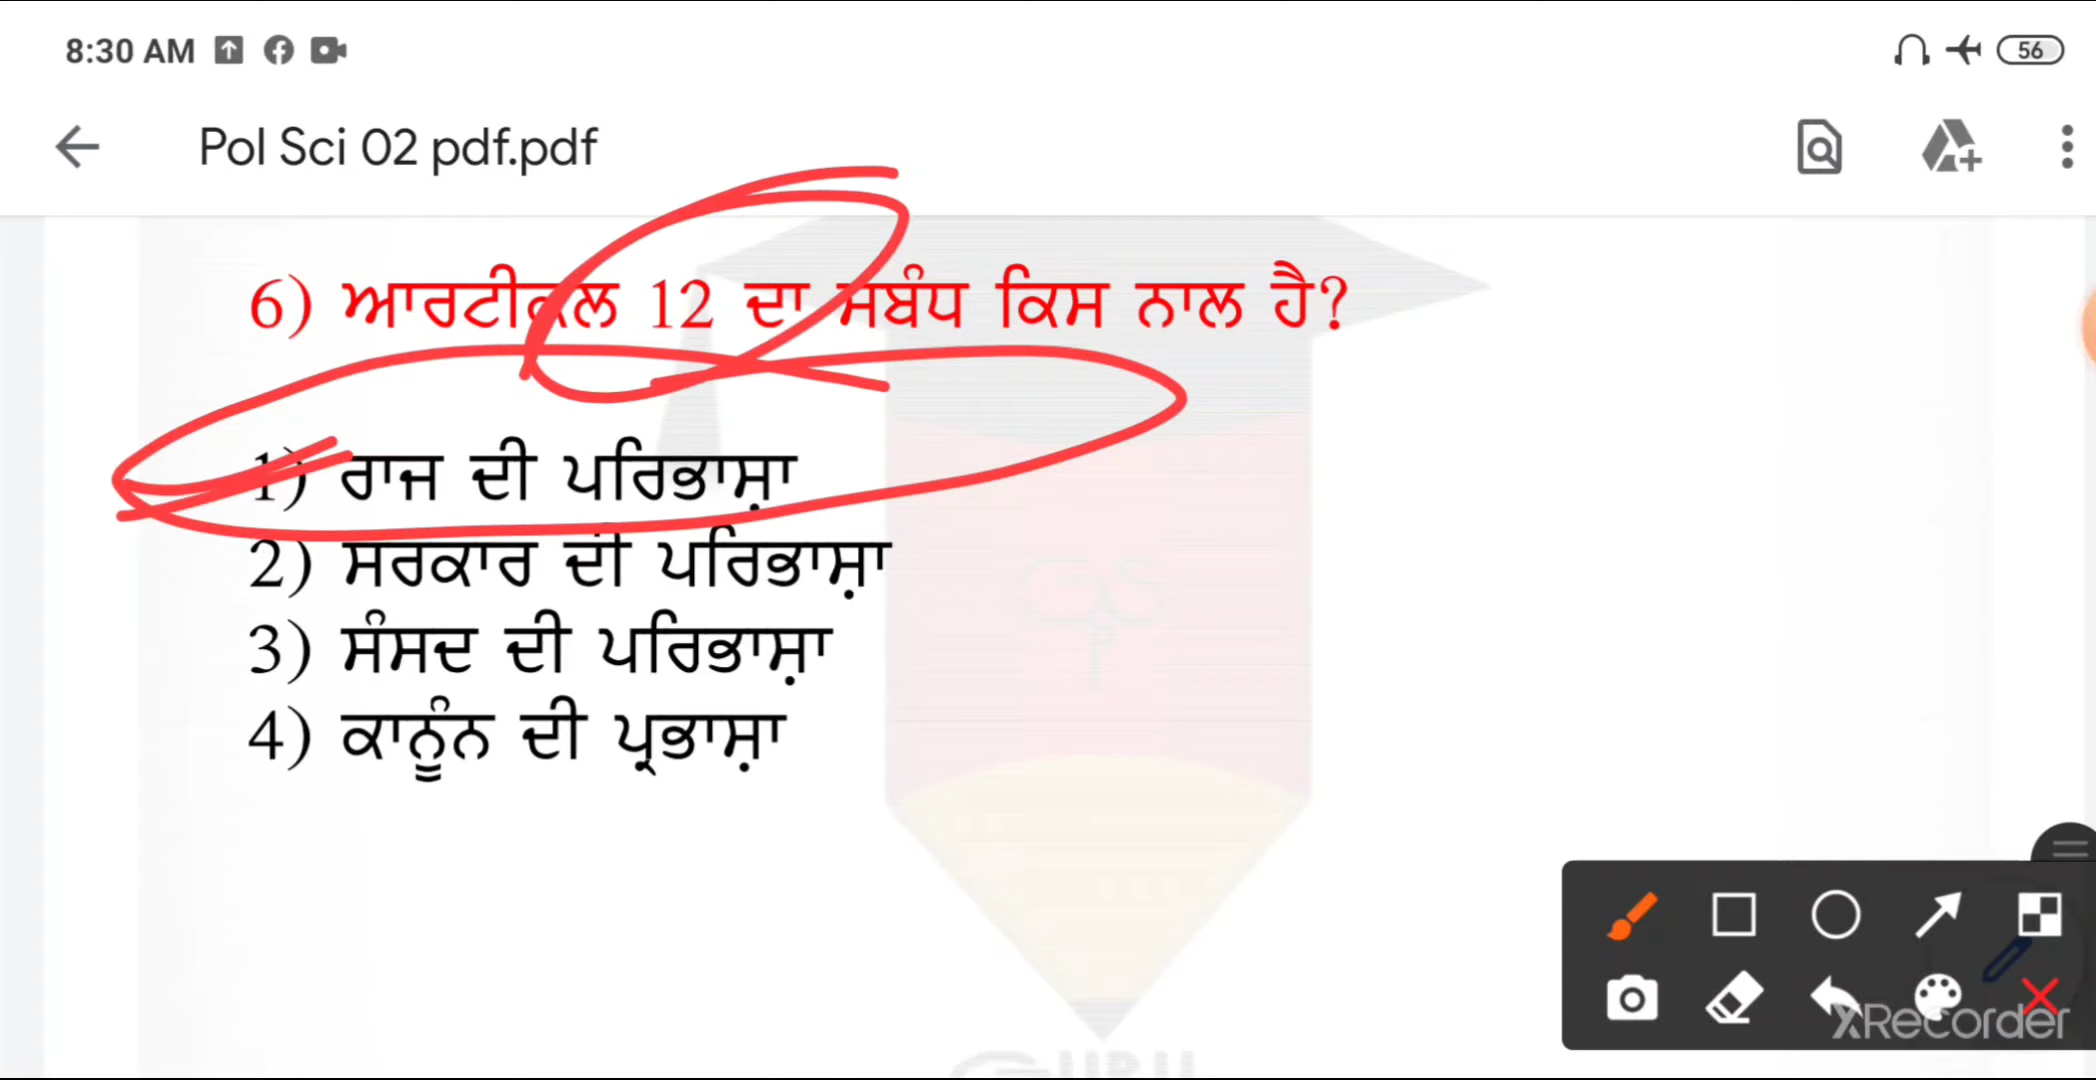 8:30 AM
56
Pol Sci 02 pdf.pdf
6) ਆਰਟੀਕਲ 12 ਦਾ ਸਬੰਧ ਕਿਸ ਨਾਲ ਹੈ?
1) ਰਾਜ ਦੀ ਪਰਿਭਾਸ਼ਾ
2) ਸਰਕਾਰ ਦੀ ਪਰਿਭਾਸ਼ਾ
3) ਸੰਸਦ ਦੀ ਪਰਿਭਾਸ਼ਾ
4) ਕਾਨੂੰਨ ਦੀ ਪ੍ਰਭਾਸ਼ਾ
XRecorder